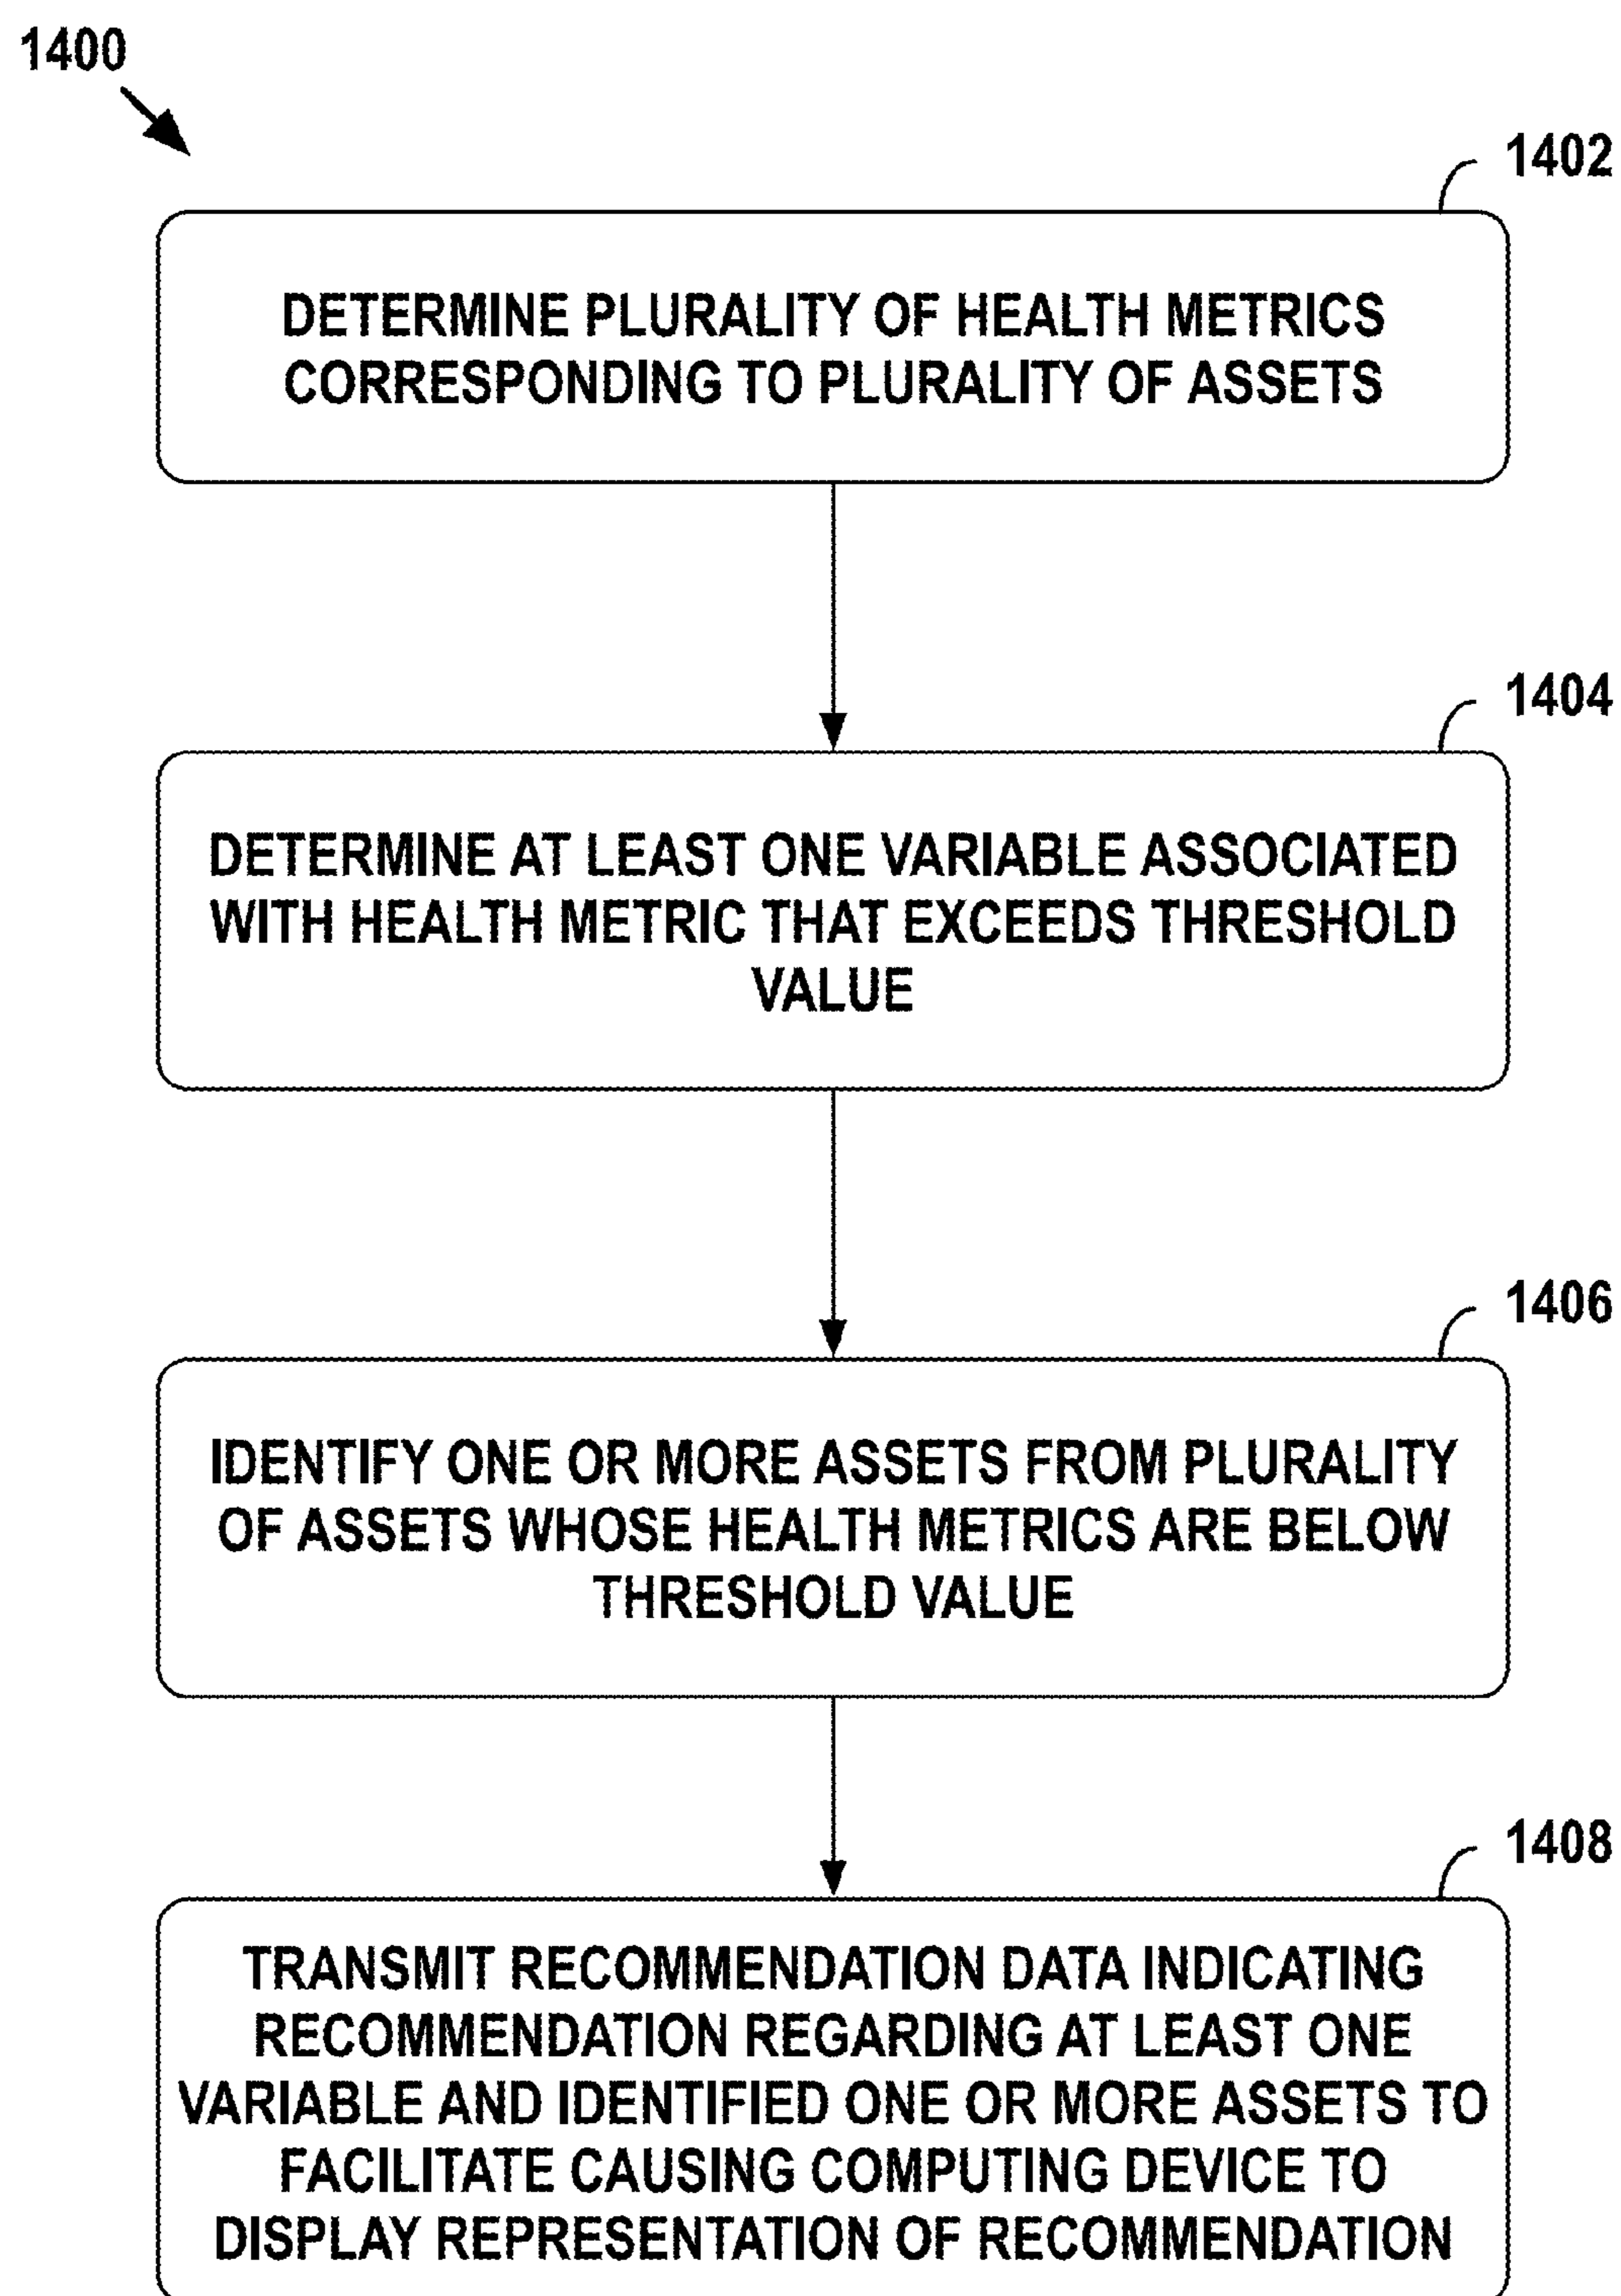 1400
1402
DETERMINE PLURALITY OF HEALTH METRICS
CORRESPONDING TO PLURALITY OF ASSETS
1404
DETERMINE AT LEAST ONE VARIABLE ASSOCIATED
WITH HEALTH METRIC THAT EXCEEDS THRESHOLD
VALUE
1406
IDENTIFY ONE OR MORE ASSETS FROM PLURALITY
OF ASSETS WHOSE HEALTH METRICS ARE BELOW
THRESHOLD VALUE
1408
TRANSMIT RECOMMENDATION DATA INDICATING
RECOMMENDATION REGARDING AT LEAST ONE
VARIABLE AND IDENTIFIED ONE OR MORE ASSETS TO
FACILITATE CAUSING COMPUTING DEVICE TO
DISPLAY REPRESENTATION OF RECOMMENDATION